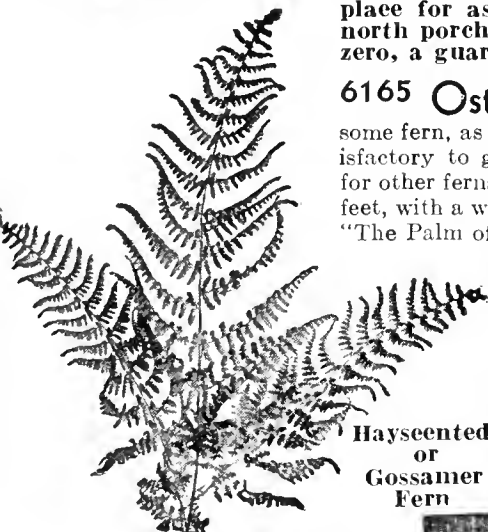 place for as
north porch
zero, a guar
6165 Ost
some fern, as
isfactory to g
for other fern
feet, with a w
"The Palm of
Hayscented
or
Gossamer
Fern